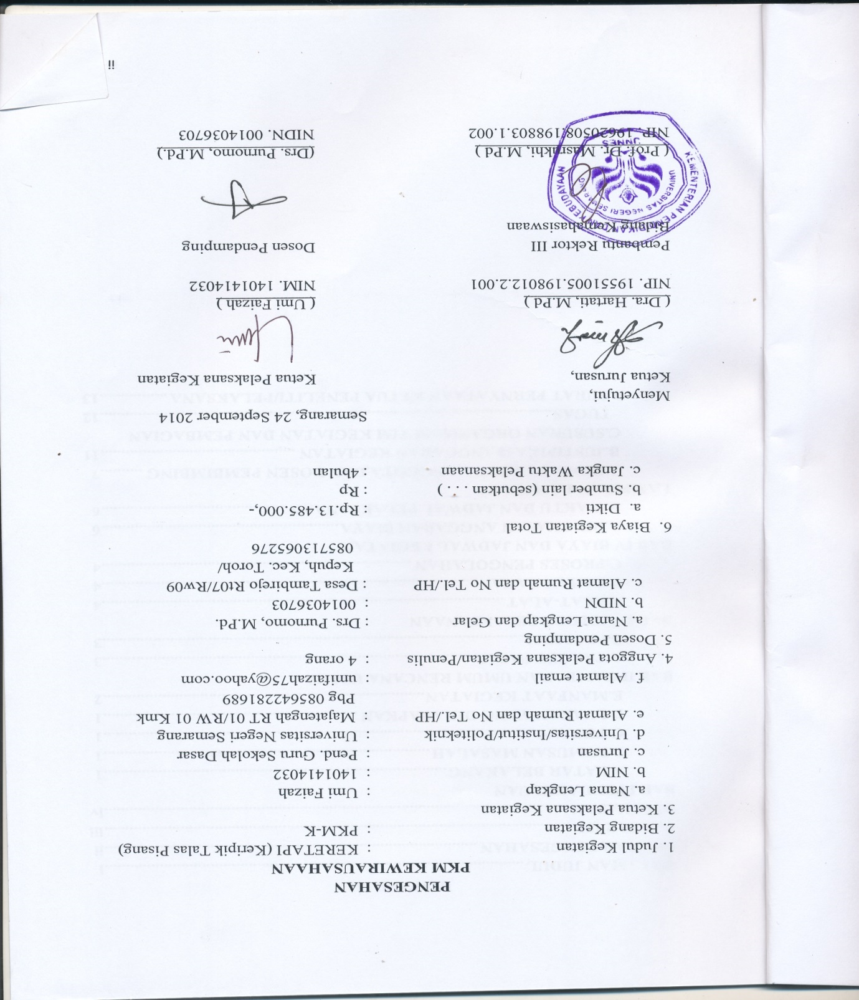 PENGESAHAN
PKM KEWIRAUSAHAAN
1. Judul Kegiatan : KERETAPI (Keripik Talas Pisang)
2. Bidang Kegiatan : PKM-K
3. Ketua Pelaksana Kegiatan
a. Nama Lengkap : Umi Faizah
b. NIM : 1401414032
c. Jurusan : Pend. Guru Sekolah Dasar
d. Universitas/Institut/Politeknik : Universitas Negeri Semarang
e. Alamat Rumah dan No Tel./HP : Majatengah RT 01/RW 01 Kmk
Pbg 085642281689
f. Alamat email : umifaizah75@yahoo.com
4. Anggota Pelaksana Kegiatan/Penulis : 4 orang
5. Dosen Pendamping
a. Nama Lengkap dan Gelar : Drs. Purnomo, M.Pd.
b. NIDN : 0014036703
c. Alamat Rumah dan No Tel./HP : Desa Tambirejo Rt07/Rw09
Kepuh, Kec. Toroh/
085713065276
6. Biaya Kegiatan Total
a. Dikti : Rp.13.485.000,-
b. Sumber lain (sebutkan . . . ) : Rp
c. Jangka Waktu Pelaksanaan : 4bulan
Semarang, 24 September 2014
Menyetujui,
Ketua Jurusan,
Ketua Pelaksana Kegiatan
( Dra. Hartati, M.Pd )
NIP. 19551005.198012.2.001
( Umi Faizah )
NIM. 1401414032
Pembantu Rektor III
Bidang Kemahasiswaan
Dosen Pendamping
KEMENTERIAN PENDIDIKAN DAN KEBUDAYAAN
UNIVERSITAS NEGERI SEMARANG
UNNES
( Prof. Dr. Masrukhi, M.Pd )
NIP. 19620508.198803.1.002
(Drs. Purnomo, M.Pd.)
NIDN. 0014036703
ii